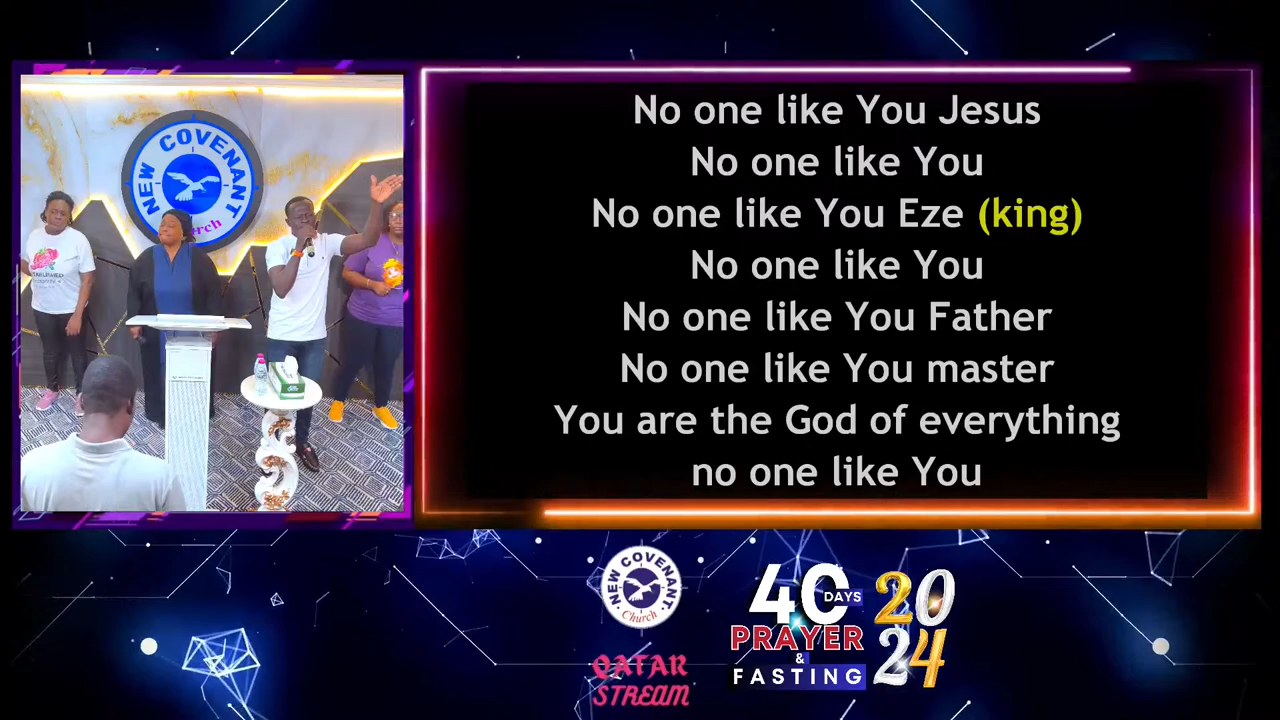 NEW COVENANT
Church
No one like You Jesus
No one like You
No one like You Eze (king)
No one like You
No one like You Father
No one like You master
You are the God of everything
no one like You
NEW COVENANT
Church
QATAR
STREAM
40 DAYS
PRAYER
&
FASTING
2024